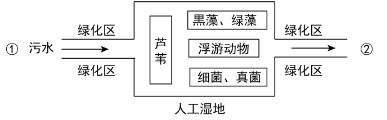 绿化区 黑藻、绿藻 绿化区
① 污水 芦苇 浮游动物 ②
绿化区 细菌、真菌 绿化区
人工湿地